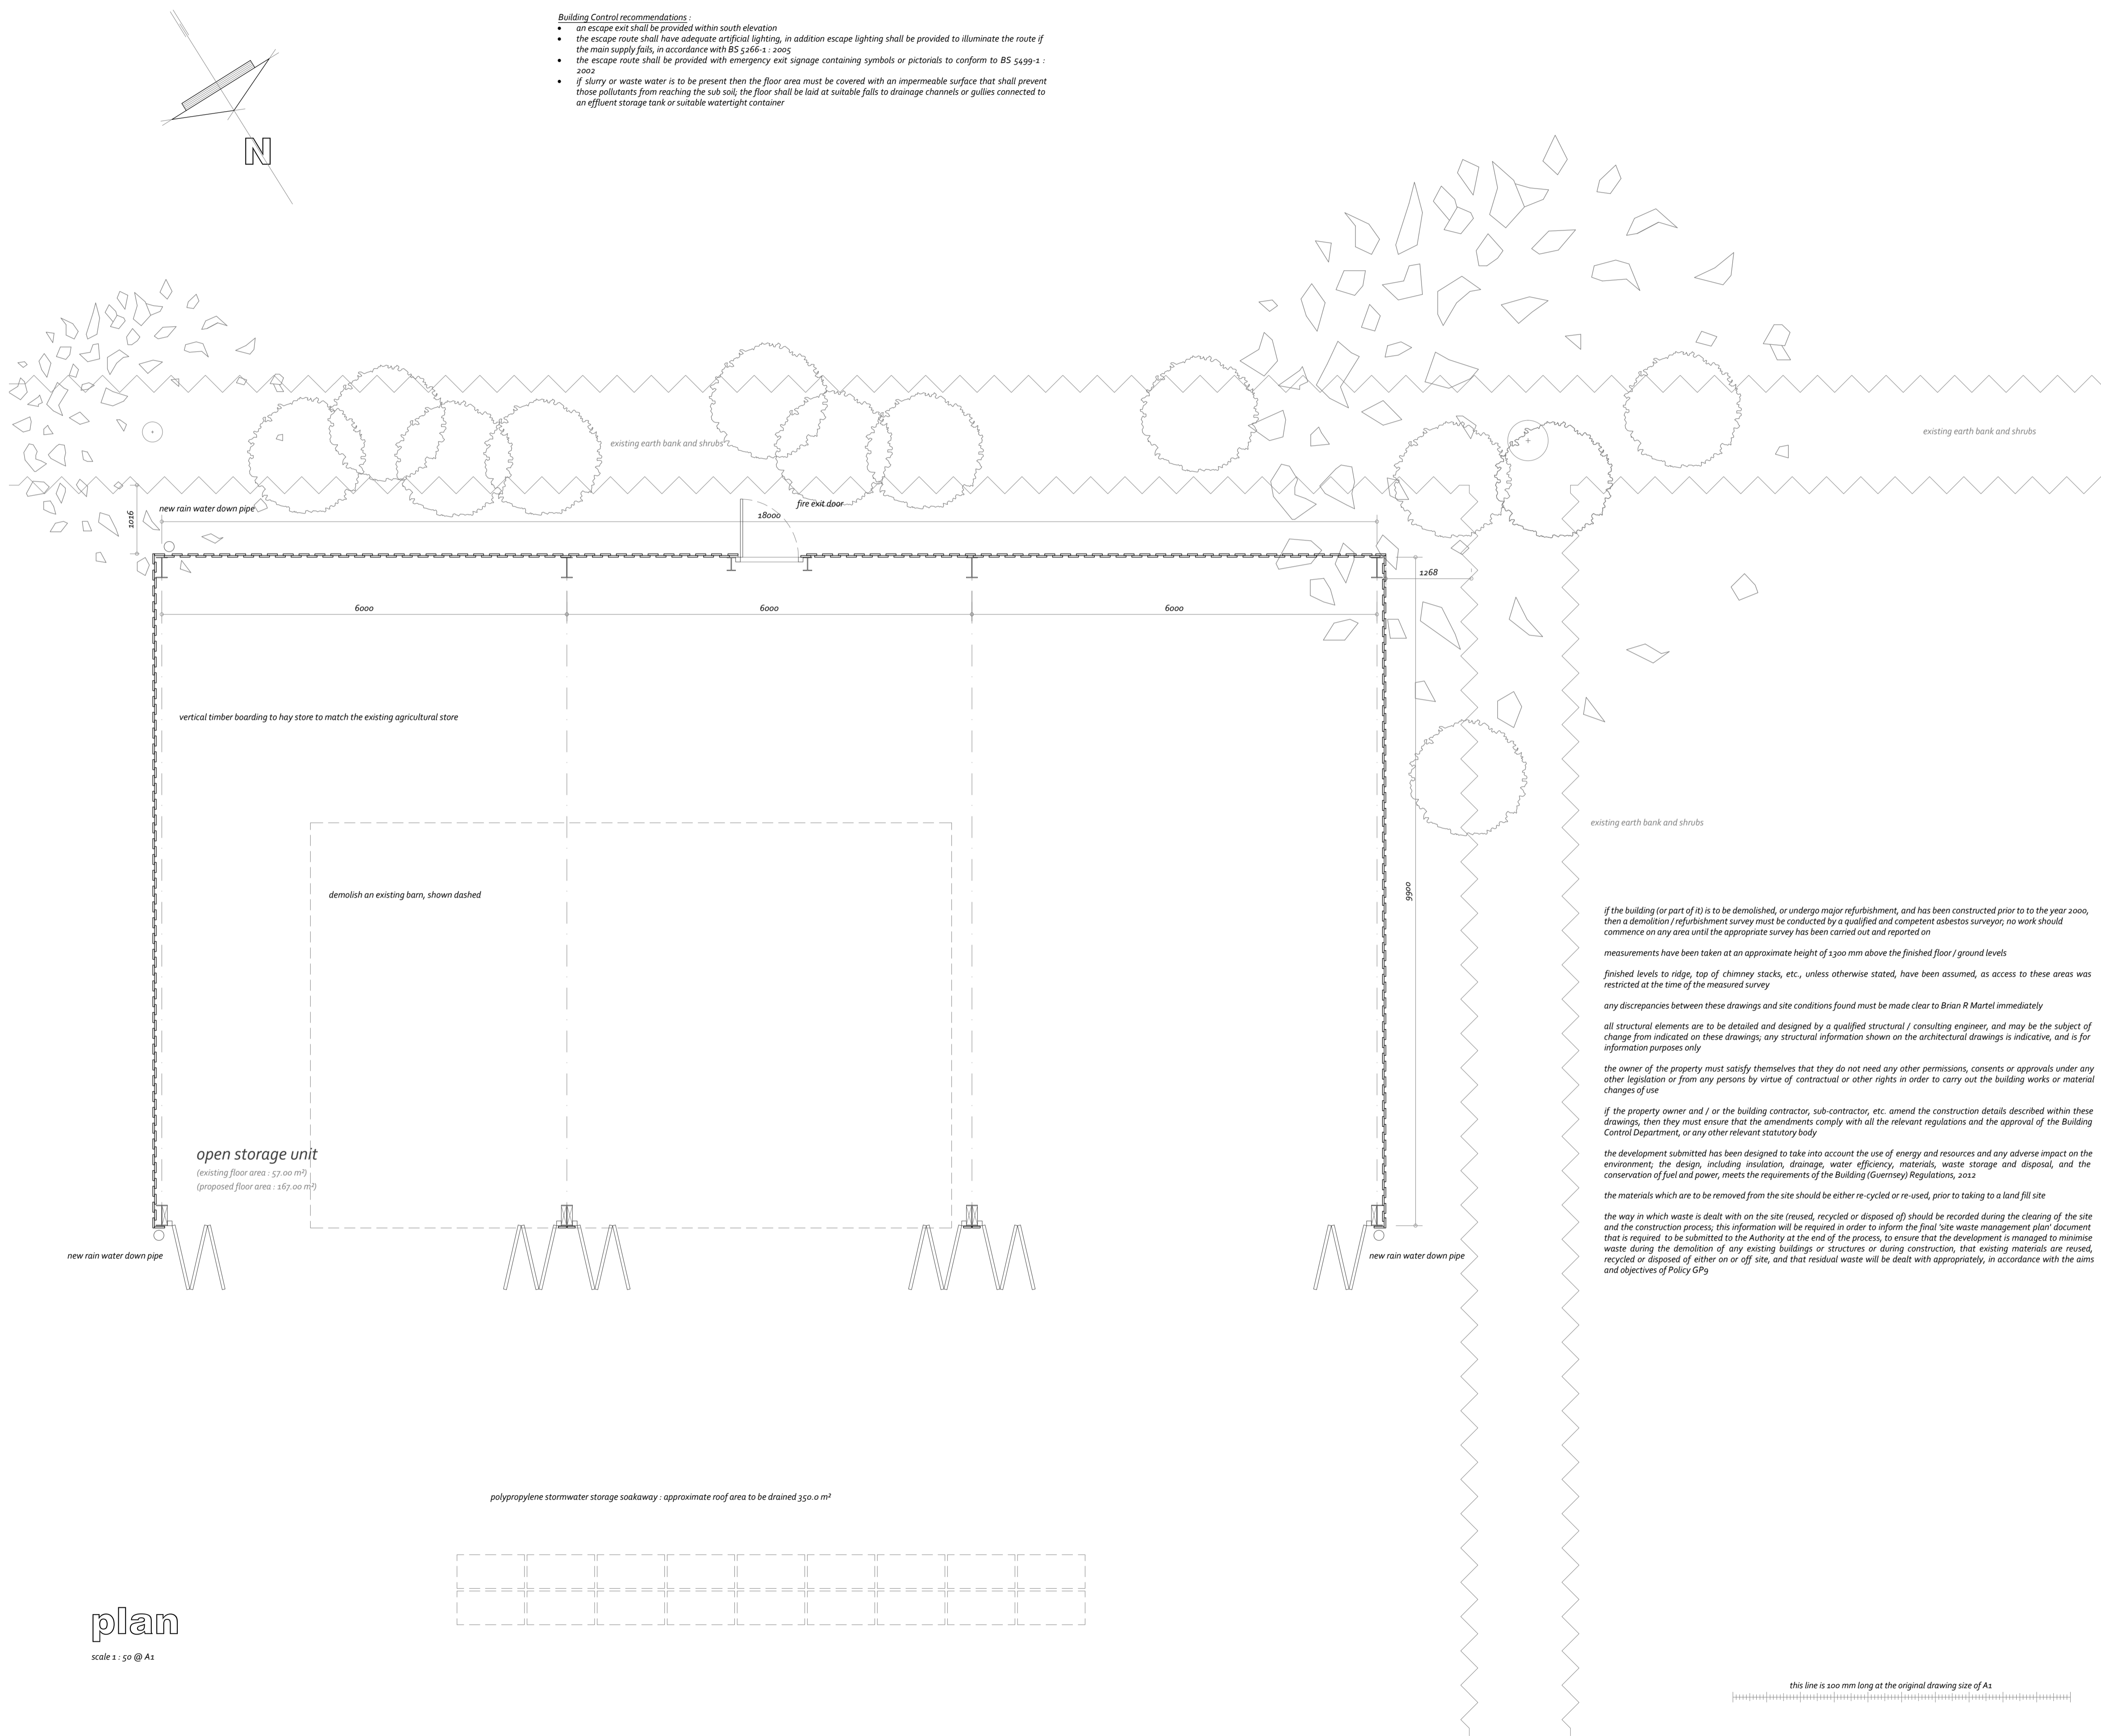 Building Control recommendations :
• an escape exit shall be provided within south elevation
• the escape route shall have adequate artificial lighting, in addition escape lighting shall be provided to illuminate the route if
the main supply fails, in accordance with BS 5266-1 : 2005
• the escape route shall be provided with emergency exit signage containing symbols or pictorials to conform to BS 5499-1 :
2002
• if slurry or waste water is to be present then the floor area must be covered with an impermeable surface that shall prevent
those pollutants from reaching the sub soil; the floor shall be laid at suitable falls to drainage channels or gullies connected to
an effluent storage tank or suitable watertight container
N
existing earth bank and shrubs
existing earth bank and shrubs
new rain water down pipe
fire exit door
1016
18000
1268
6000
6000
6000
vertical timber boarding to hay store to match the existing agricultural store
existing earth bank and shrubs
demolish an existing barn, shown dashed
9900
if the building (or part of it) is to be demolished, or undergo major refurbishment, and has been constructed prior to to the year 2000,
then a demolition / refurbishment survey must be conducted by a qualified and competent asbestos surveyor; no work should
commence on any area until the appropriate survey has been carried out and reported on
measurements have been taken at an approximate height of 1300 mm above the finished floor / ground levels
finished levels to ridge, top of chimney stacks, etc., unless otherwise stated, have been assumed, as access to these areas was
restricted at the time of the measured survey
any discrepancies between these drawings and site conditions found must be made clear to Brian R Martel immediately
all structural elements are to be detailed and designed by a qualified structural / consulting engineer, and may be the subject of
change from indicated on these drawings; any structural information shown on the architectural drawings is indicative, and is for
information purposes only
the owner of the property must satisfy themselves that they do not need any other permissions, consents or approvals under any
other legislation or from any persons by virtue of contractual or other rights in order to carry out the building works or material
changes of use
if the property owner and / or the building contractor, sub-contractor, etc. amend the construction details described within these
drawings, then they must ensure that the amendments comply with all the relevant regulations and the approval of the Building
Control Department, or any other relevant statutory body
the development submitted has been designed to take into account the use of energy and resources and any adverse impact on the
environment; the design, including insulation, drainage, water efficiency, materials, waste storage and disposal, and the
conservation of fuel and power, meets the requirements of the Building (Guernsey) Regulations, 2012
the materials which are to be removed from the site should be either re-cycled or re-used, prior to taking to a land fill site
the way in which waste is dealt with on the site (reused, recycled or disposed of) should be recorded during the clearing of the site
and the construction process; this information will be required in order to inform the final 'site waste management plan' document
that is required to be submitted to the Authority at the end of the process, to ensure that the development is managed to minimise
waste during the demolition of any existing buildings or structures or during construction, that existing materials are reused,
recycled or disposed of either on or off site, and that residual waste will be dealt with appropriately, in accordance with the aims
and objectives of Policy GP9
open storage unit
(existing floor area : 57.00 m²)
(proposed floor area : 167.00 m²)
new rain water down pipe
new rain water down pipe
polypropylene stormwater storage soakaway : approximate roof area to be drained 350.0 m²
plan
scale 1 : 50 @ A1
this line is 100 mm long at the original drawing size of A1